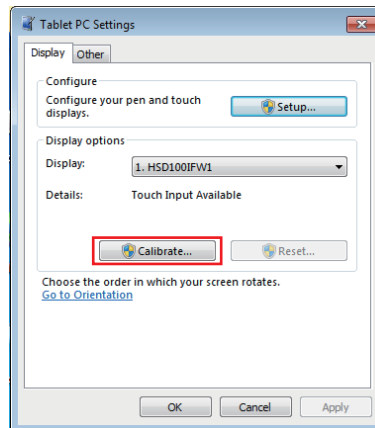 Tablet PC Settings
Display Other
Configure
Configure your pen and touch
displays.
Setup...
Display options
Display: 1. HSD100IFW1
Details: Touch Input Available
Calibrate... Reset...
Choose the order in which your screen rotates.
Go to Orientation
OK Cancel Apply